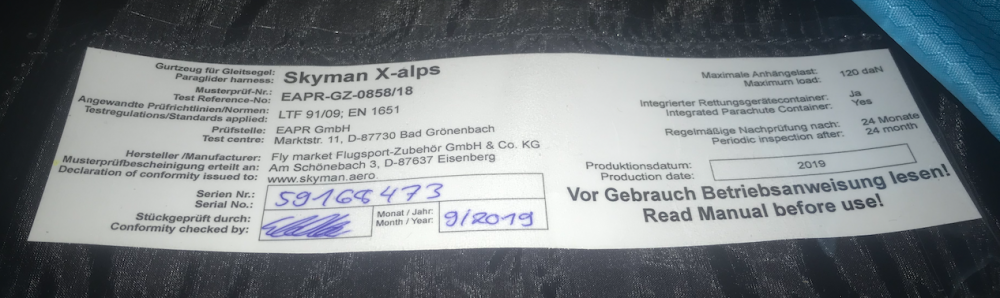 Gurtzeug für Gleitsegel:
Paraglider harness: Skyman X-alps
Musterprüf-Nr.:
Test Reference-No: EAPR-GZ-0858/18
Angewandte Prüfrichtlinien/Normen:
Testregulations/Standards applied: LTF 91/09; EN 1651
Prüfstelle: EAPR GmbH
Test centre: Marktstr. 11, D-87730 Bad Grönenbach
Hersteller /Manufacturer: Fly market Flugsport-Zubehör GmbH & Co. KG
Musterprüfbescheinigung erteilt an: Am Schönebach 3, D-87637 Eisenberg
Declaration of conformity issued to: www.skyman.aero
Serien Nr.:
Serial No.: 59168473
Stückgeprüft durch:
Conformity checked by:
Monat / Jahr:
Month / Year: 9/2019
Maximale Anhängelast: 120 daN
Maximum load:
Integrierter Rettungsgerätecontainer: Ja
Integrated Parachute Container: Yes
Regelmäßige Nachprüfung nach: 24 Monate
Periodic inspection after: 24 month
Produktionsdatum:
Production date: 2019
Vor Gebrauch Betriebsanweisung lesen!
Read Manual before use!